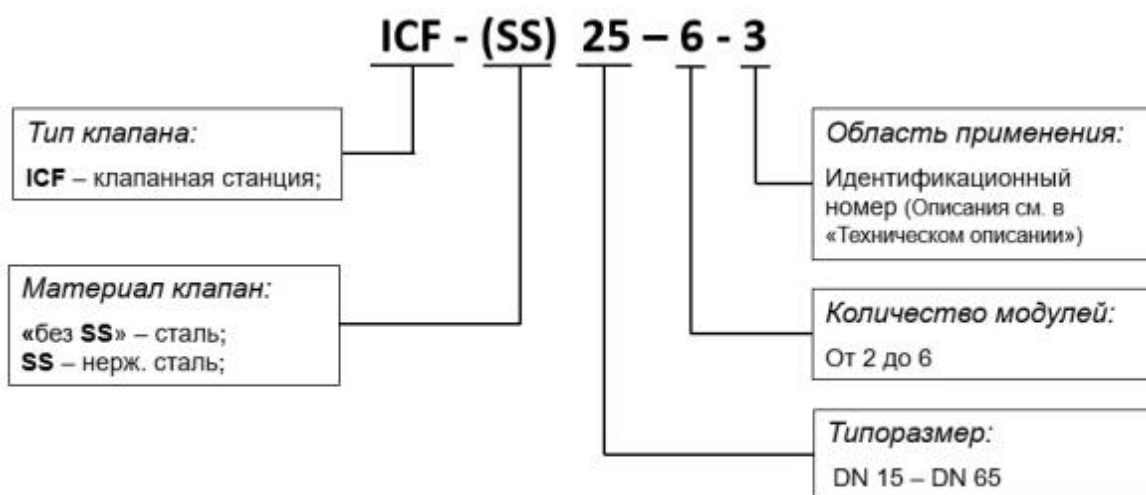 ICF - (SS) 25 – 6 - 3
Тип клапана:
ICF – клапанная станция;
Материал клапан:
«без SS» – сталь;
SS – нерж. сталь;
Область применения:
Идентификационный
номер (Описания см. в
«Техническом описании»)
Количество модулей:
От 2 до 6
Типоразмер:
DN 15 – DN 65